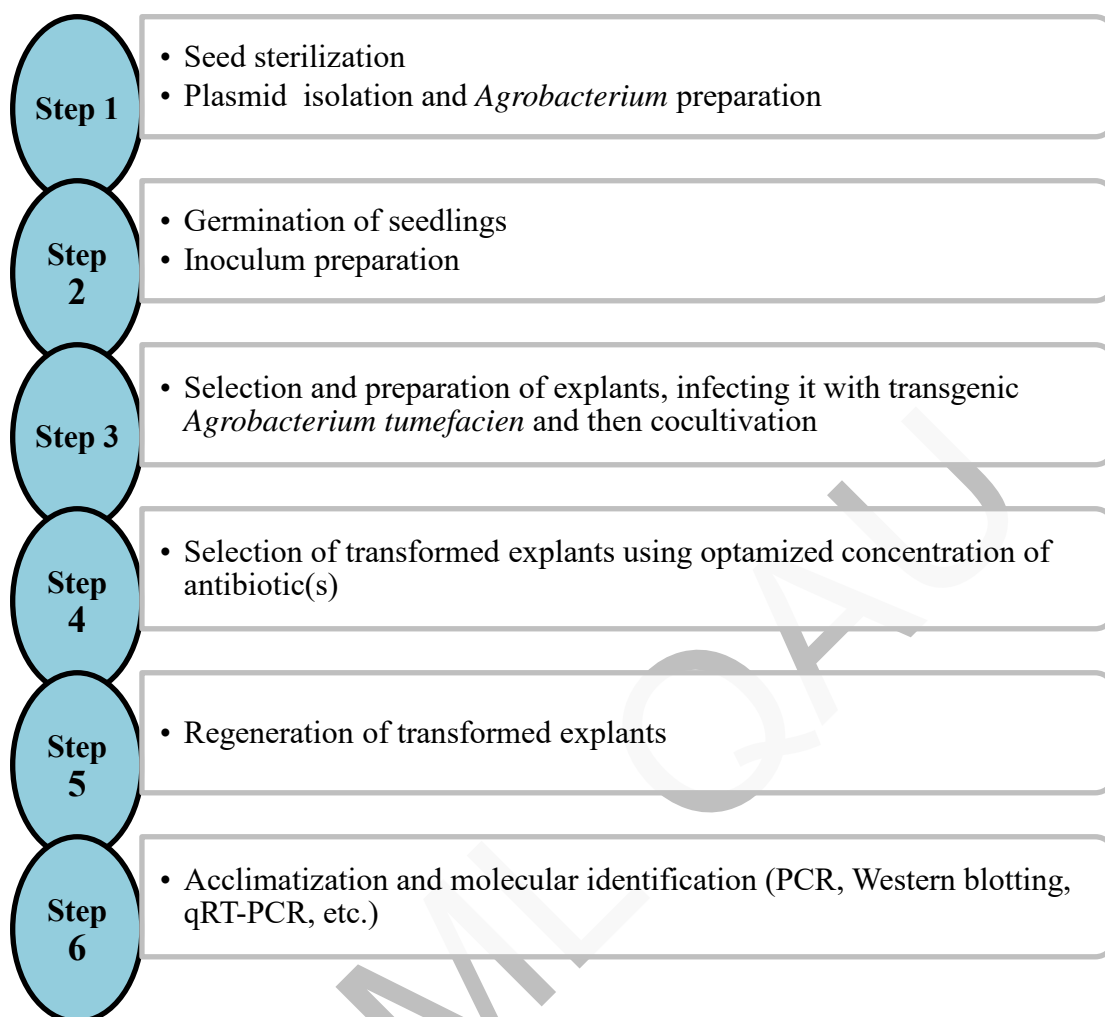 Step 1
• Seed sterilization
• Plasmid isolation and Agrobacterium preparation
Step
2
• Germination of seedlings
• Inoculum preparation
Step 3
• Selection and preparation of explants, infecting it with transgenic
Agrobacterium tumefacien and then cocultivation
Step
4
• Selection of transformed explants using optamized concentration of
antibiotic(s)
Step
5
• Regeneration of transformed explants
Step
6
• Acclimatization and molecular identification (PCR, Western blotting,
qRT-PCR, etc.)
ML QAU